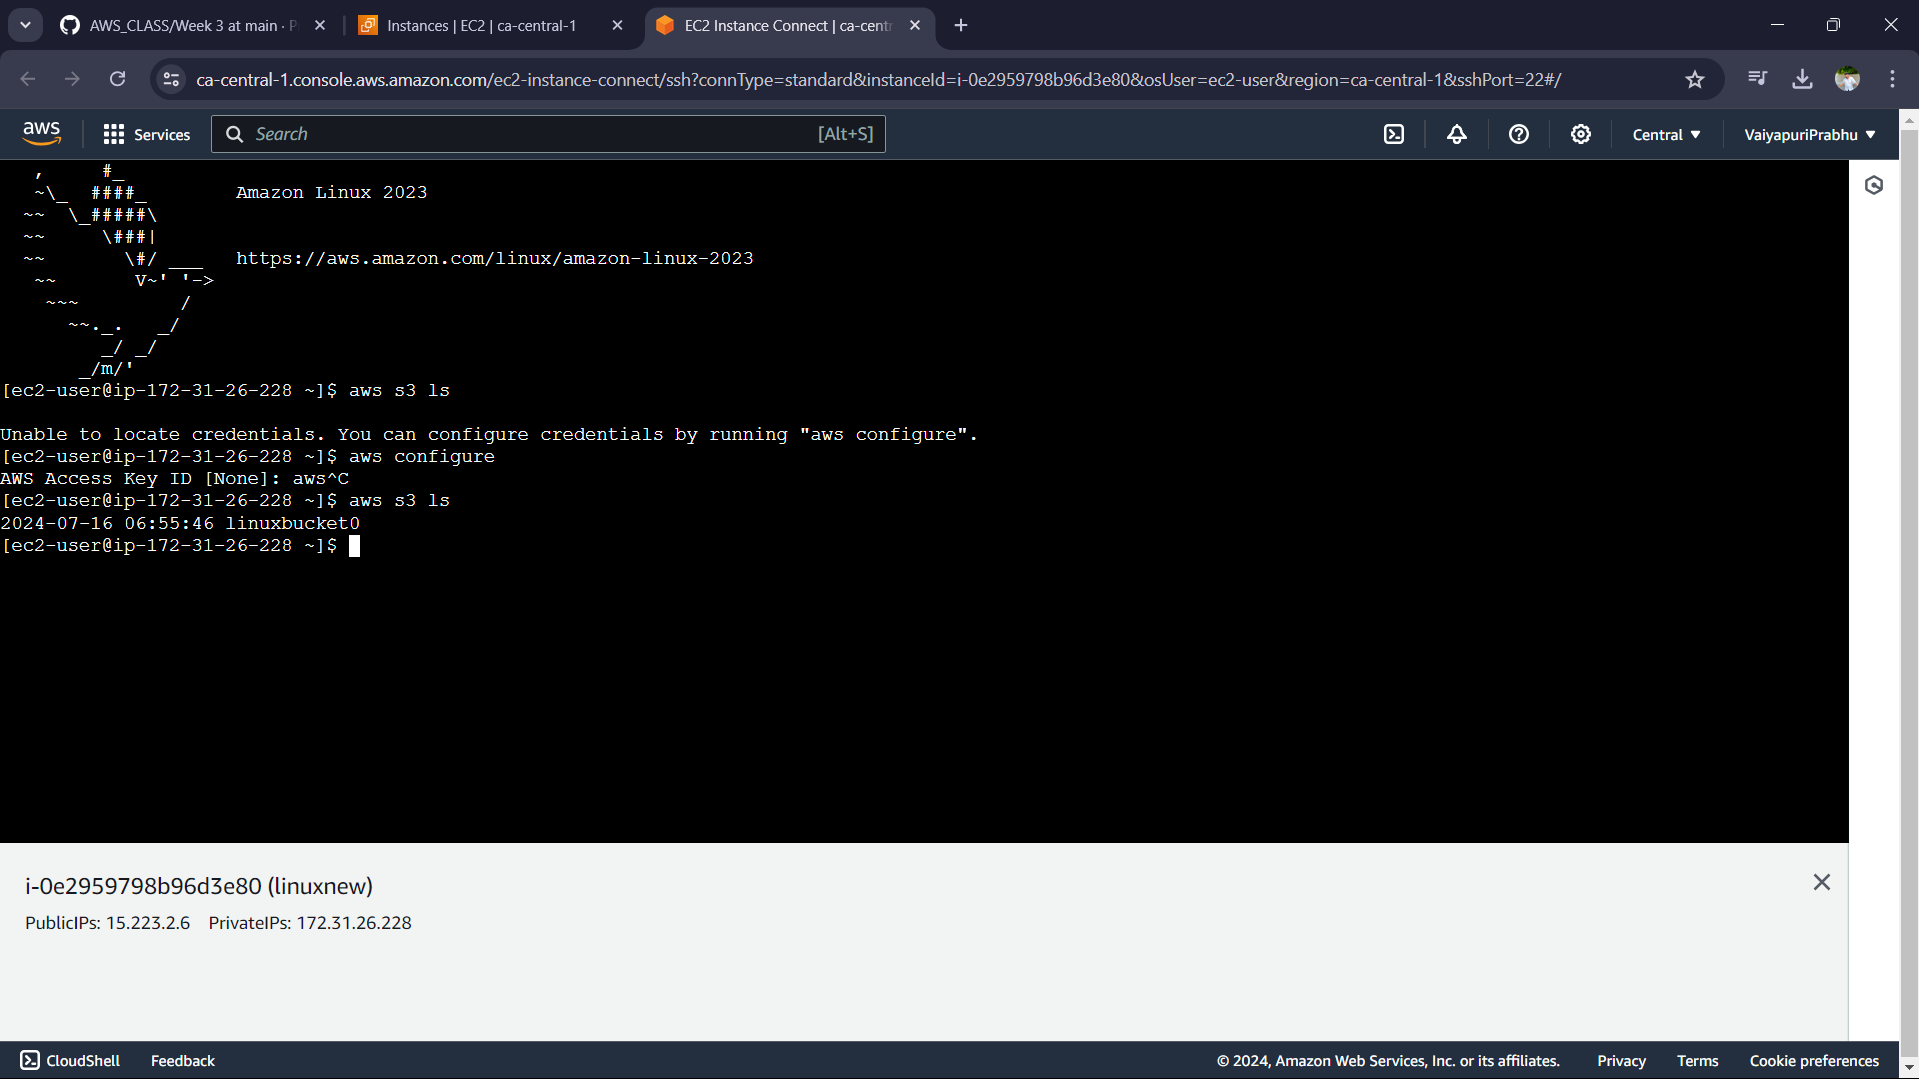 AWS_CLASS/Week 3 at main · P
Instances | EC2 | ca-central-1
EC2 Instance Connect | ca-centr
ca-central-1.console.aws.amazon.com/ec2-instance-connect/ssh?connType=standard&instanceId=i-0e2959798b96d3e80&osUser=ec2-user&region=ca-central-1&sshPort=22#/
aws
Services
Search
[Alt+S]
Central
VaiyapuriPrabhu
   ,     #_
   ~\_  ####_        Amazon Linux 2023
  ~~  \_#####\
  ~~     \###|
  ~~       \#/ ___   https://aws.amazon.com/linux/amazon-linux-2023
   ~~       V~' '->
    ~~~         /
      ~~._.   _/
         _/ _/
       _/m/'
[ec2-user@ip-172-31-26-228 ~]$ aws s3 ls
Unable to locate credentials. You can configure credentials by running "aws configure".
[ec2-user@ip-172-31-26-228 ~]$ aws configure
AWS Access Key ID [None]: aws^C
[ec2-user@ip-172-31-26-228 ~]$ aws s3 ls
2024-07-16 06:55:46 linuxbucket0
[ec2-user@ip-172-31-26-228 ~]$
i-0e2959798b96d3e80 (linuxnew)
PublicIPs: 15.223.2.6 PrivateIPs: 172.31.26.228
CloudShell
Feedback
© 2024, Amazon Web Services, Inc. or its affiliates.
Privacy
Terms
Cookie preferences